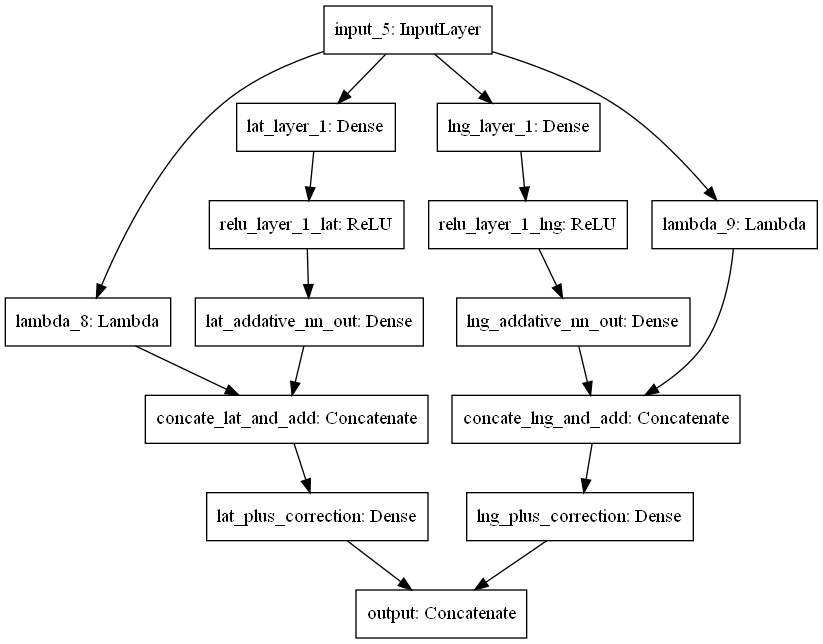 input_5: InputLayer
lat_layer_1: Dense
lng_layer_1: Dense
relu_layer_1_lat: ReLU
relu_layer_1_lng: ReLU
lambda_9: Lambda
lambda_8: Lambda
lat_addative_nn_out: Dense
lng_addative_nn_out: Dense
concate_lat_and_add: Concatenate
concate_lng_and_add: Concatenate
lat_plus_correction: Dense
lng_plus_correction: Dense
output: Concatenate